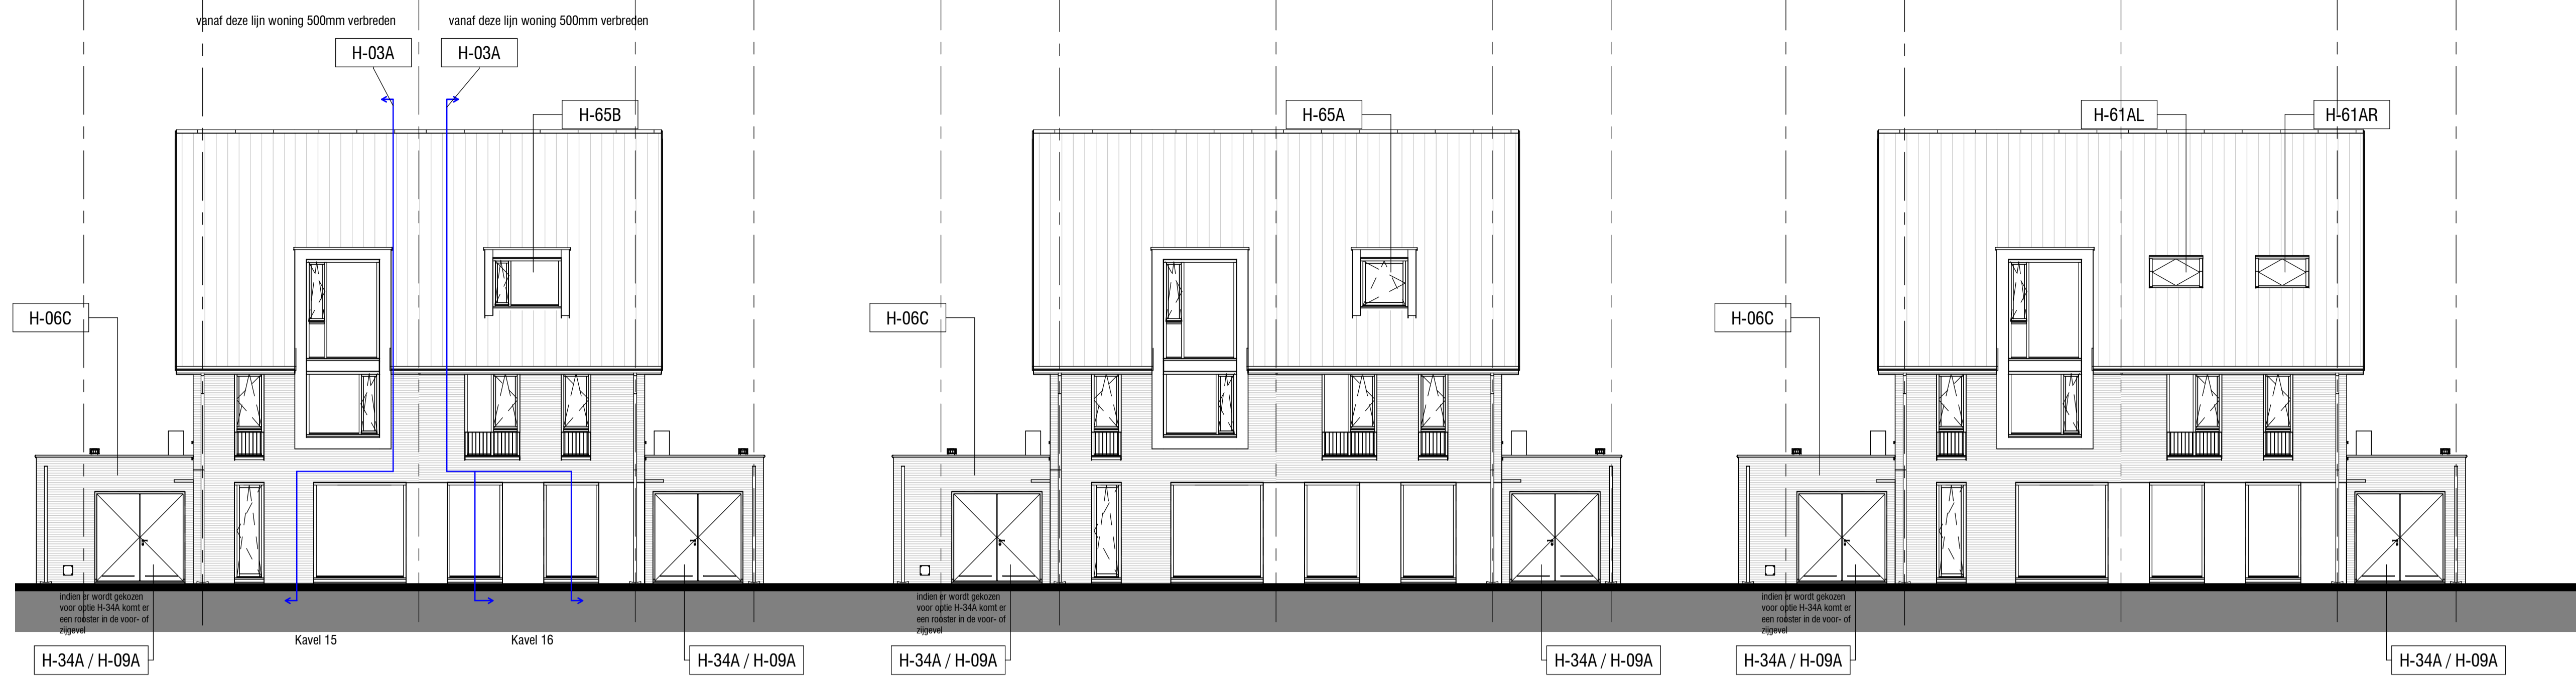 vanaf deze lijn woning 500mm verbreden
vanaf deze lijn woning 500mm verbreden
H-03A
H-03A
H-65B
H-65A
H-61AL
H-61AR
H-06C
H-06C
H-06C
indien er wordt gekozen
voor optie H-34A komt er
een rooster in de voor- of
zijgevel
indien er wordt gekozen
voor optie H-34A komt er
een rooster in de voor- of
zijgevel
indien er wordt gekozen
voor optie H-34A komt er
een rooster in de voor- of
zijgevel
Kavel 15
Kavel 16
H-34A / H-09A
H-34A / H-09A
H-34A / H-09A
H-34A / H-09A
H-34A / H-09A
H-34A / H-09A